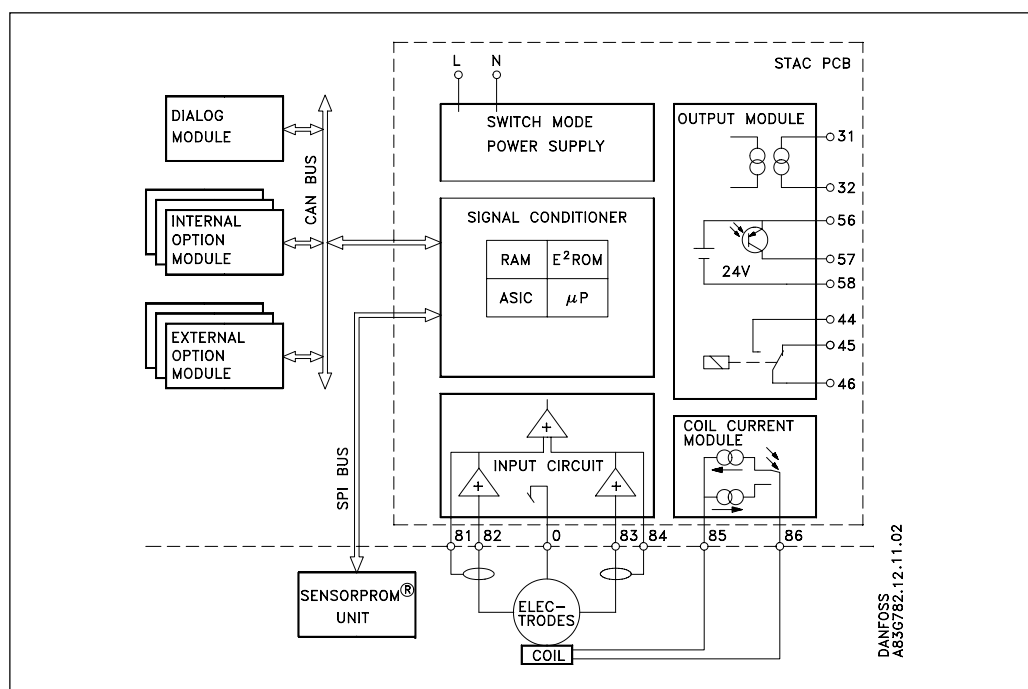 STAC PCB
L N
DIALOG
MODULE
INTERNAL
OPTION
MODULE
EXTERNAL
OPTION
MODULE
CAN BUS
SPI BUS
SWITCH MODE
POWER SUPPLY
SIGNAL CONDITIONER
RAM E²ROM
ASIC µP
INPUT CIRCUIT
+
+
+
OUTPUT MODULE
31
32
56
57
58
24V
44
45
46
COIL CURRENT
MODULE
81 82 0 83 84 85 86
SENSORPROM®
UNIT
ELEC-
TRODES
COIL
DANFOSS
A83G782.12.11.02